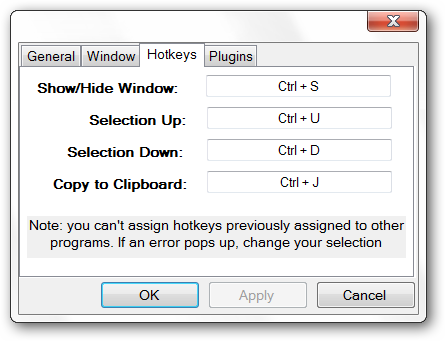 General Window Hotkeys Plugins
Show/Hide Window: Ctrl + S
Selection Up: Ctrl + U
Selection Down: Ctrl + D
Copy to Clipboard: Ctrl + J
Note: you can't assign hotkeys previously assigned to other
programs. If an error pops up, change your selection
OK Apply Cancel